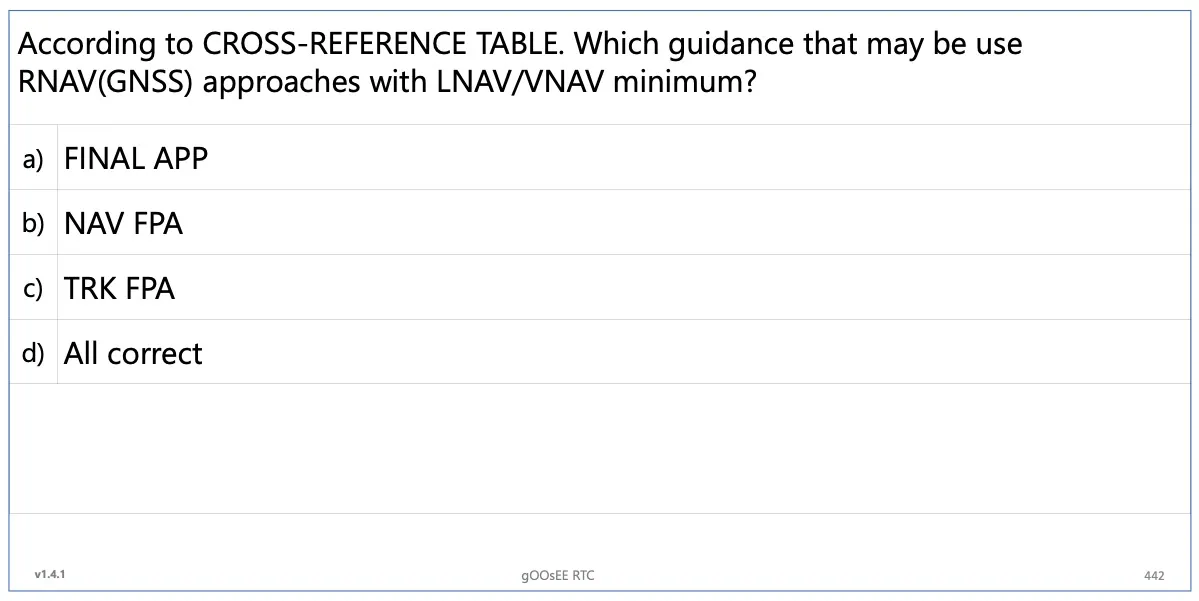 According to CROSS-REFERENCE TABLE. Which guidance that may be use
RNAV(GNSS) approaches with LNAV/VNAV minimum?
a) FINAL APP
b) NAV FPA
c) TRK FPA
d) All correct
v1.4.1 gOOsEE RTC 442